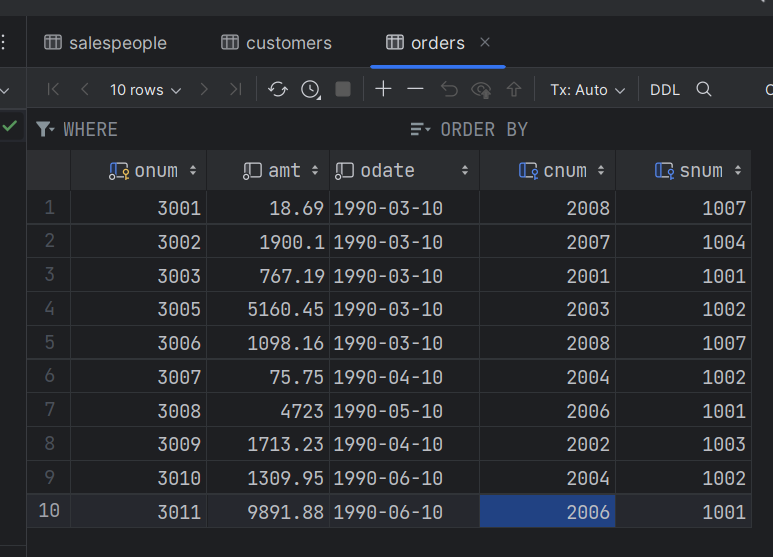 salespeople customers orders
10 rows Tx: Auto DDL
WHERE ORDER BY
onum amt odate cnum snum
1 3001 18.69 1990-03-10 2008 1007
2 3002 1900.1 1990-03-10 2007 1004
3 3003 767.19 1990-03-10 2001 1001
4 3005 5160.45 1990-03-10 2003 1002
5 3006 1098.16 1990-03-10 2008 1007
6 3007 75.75 1990-04-10 2004 1002
7 3008 4723 1990-05-10 2006 1001
8 3009 1713.23 1990-04-10 2002 1003
9 3010 1309.95 1990-06-10 2004 1002
10 3011 9891.88 1990-06-10 2006 1001